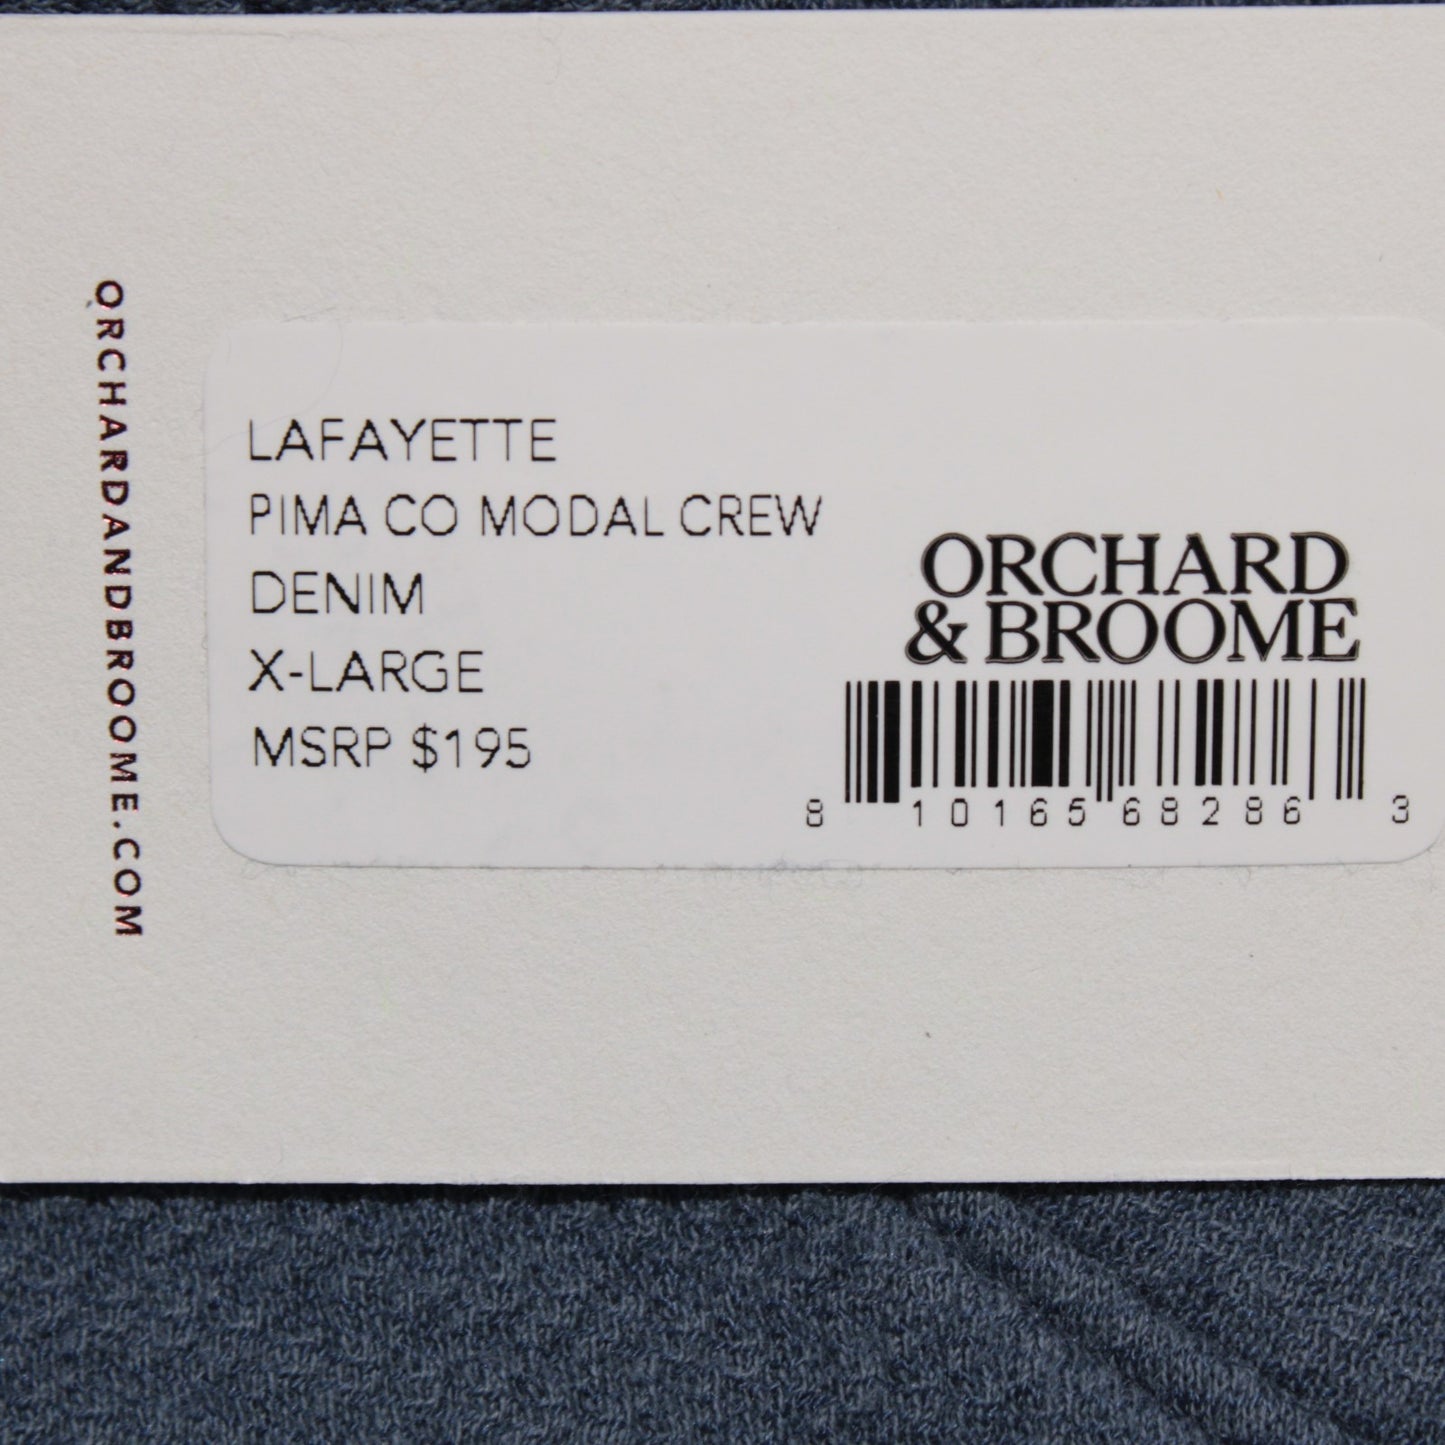 ORCHARDANDBROOME.COM
LAFAYETTE
PIMA CO MODAL CREW
DENIM
X-LARGE
MSRP $195
ORCHARD
& BROOME
8 10165 68286 3